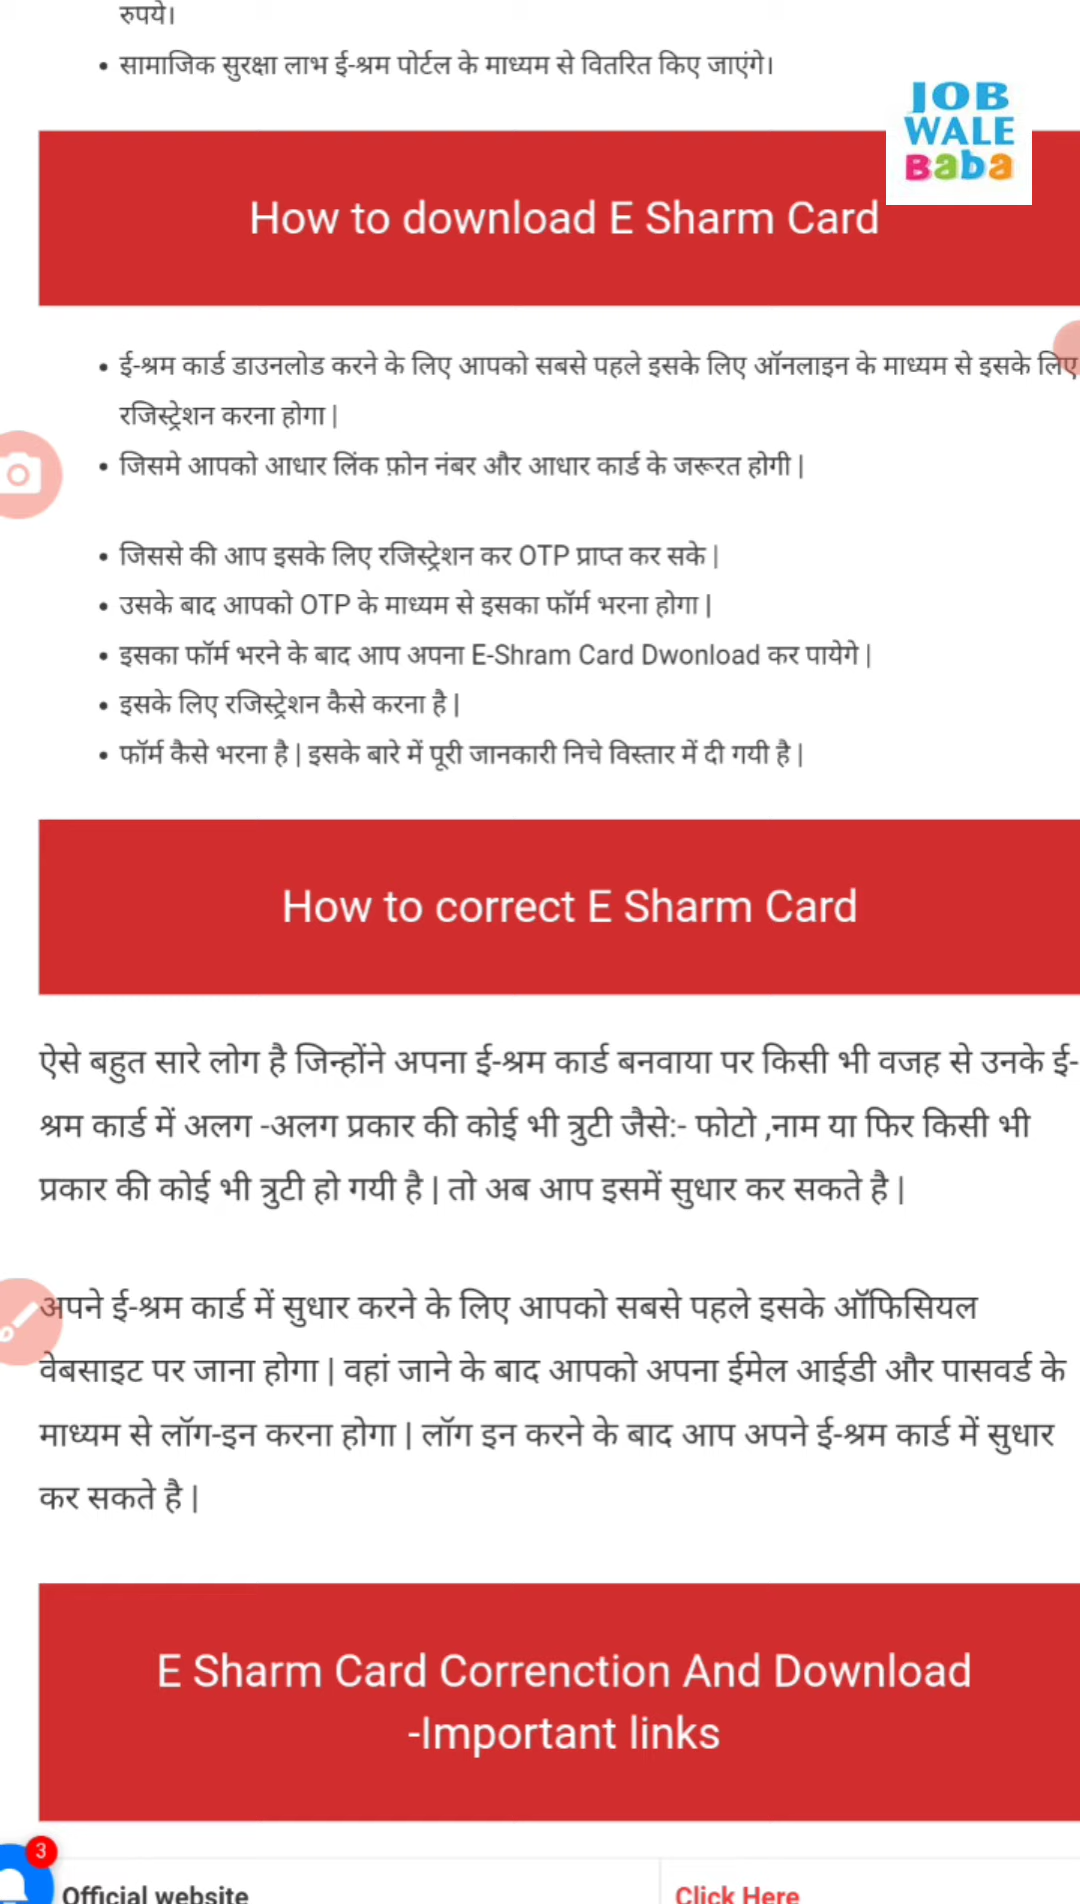 रुपये।
सामाजिक सुरक्षा लाभ ई-श्रम पोर्टल के माध्यम से वितरित किए जाएंगे।
JOB
WALE
Baba
How to download E Sharm Card
ई-श्रम कार्ड डाउनलोड करने के लिए आपको सबसे पहले इसके लिए ऑनलाइन के माध्यम से इसके लिए
रजिस्ट्रेशन करना होगा |
जिसमे आपको आधार लिंक फ़ोन नंबर और आधार कार्ड के जरूरत होगी |
जिससे की आप इसके लिए रजिस्ट्रेशन कर OTP प्राप्त कर सके |
उसके बाद आपको OTP के माध्यम से इसका फॉर्म भरना होगा |
इसका फॉर्म भरने के बाद आप अपना E-Shram Card Dwonload कर पायेगे |
इसके लिए रजिस्ट्रेशन कैसे करना है |
फॉर्म कैसे भरना है | इसके बारे में पूरी जानकारी निचे विस्तार में दी गयी है |
How to correct E Sharm Card
ऐसे बहुत सारे लोग है जिन्होंने अपना ई-श्रम कार्ड बनवाया पर किसी भी वजह से उनके ई-
श्रम कार्ड में अलग -अलग प्रकार की कोई भी त्रुटी जैसे:- फोटो ,नाम या फिर किसी भी
प्रकार की कोई भी त्रुटी हो गयी है | तो अब आप इसमें सुधार कर सकते है |
अपने ई-श्रम कार्ड में सुधार करने के लिए आपको सबसे पहले इसके ऑफिसियल
वेबसाइट पर जाना होगा | वहां जाने के बाद आपको अपना ईमेल आईडी और पासवर्ड के
माध्यम से लॉग-इन करना होगा | लॉग इन करने के बाद आप अपने ई-श्रम कार्ड में सुधार
कर सकते है |
E Sharm Card Correnction And Download
-Important links
3
Official website Click Here